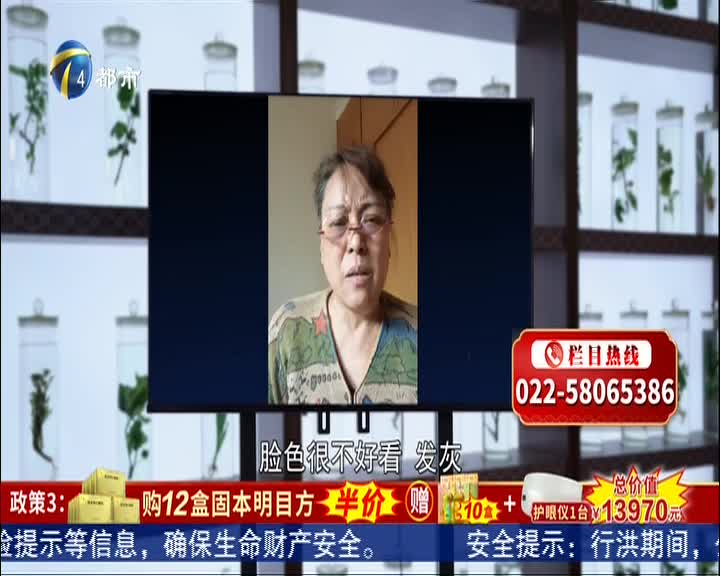 4 都市
栏目热线
022-58065386
脸色很不好看 发灰
政策3： 购12盒固本明目方 半价 赠 10盒 + 护眼仪1台 总价值 ¥13970元
险提示等信息，确保生命财产安全。 安全提示：行洪期间，